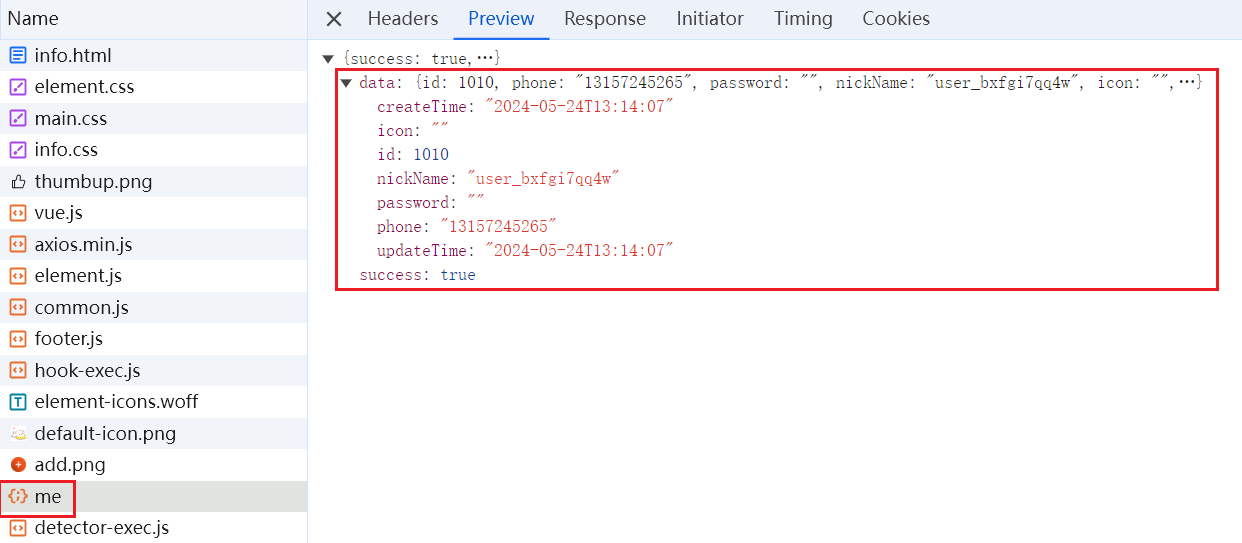 Name
Headers Preview Response Initiator Timing Cookies
info.html
element.css
main.css
info.css
thumbup.png
vue.js
axios.min.js
element.js
common.js
footer.js
hook-exec.js
element-icons.woff
default-icon.png
add.png
me
detector-exec.js
{success: true,…}
data: {id: 1010, phone: "13157245265", password: "", nickName: "user_bxfgi7qq4w", icon: "",…}
createTime: "2024-05-24T13:14:07"
icon: ""
id: 1010
nickName: "user_bxfgi7qq4w"
password: ""
phone: "13157245265"
updateTime: "2024-05-24T13:14:07"
success: true